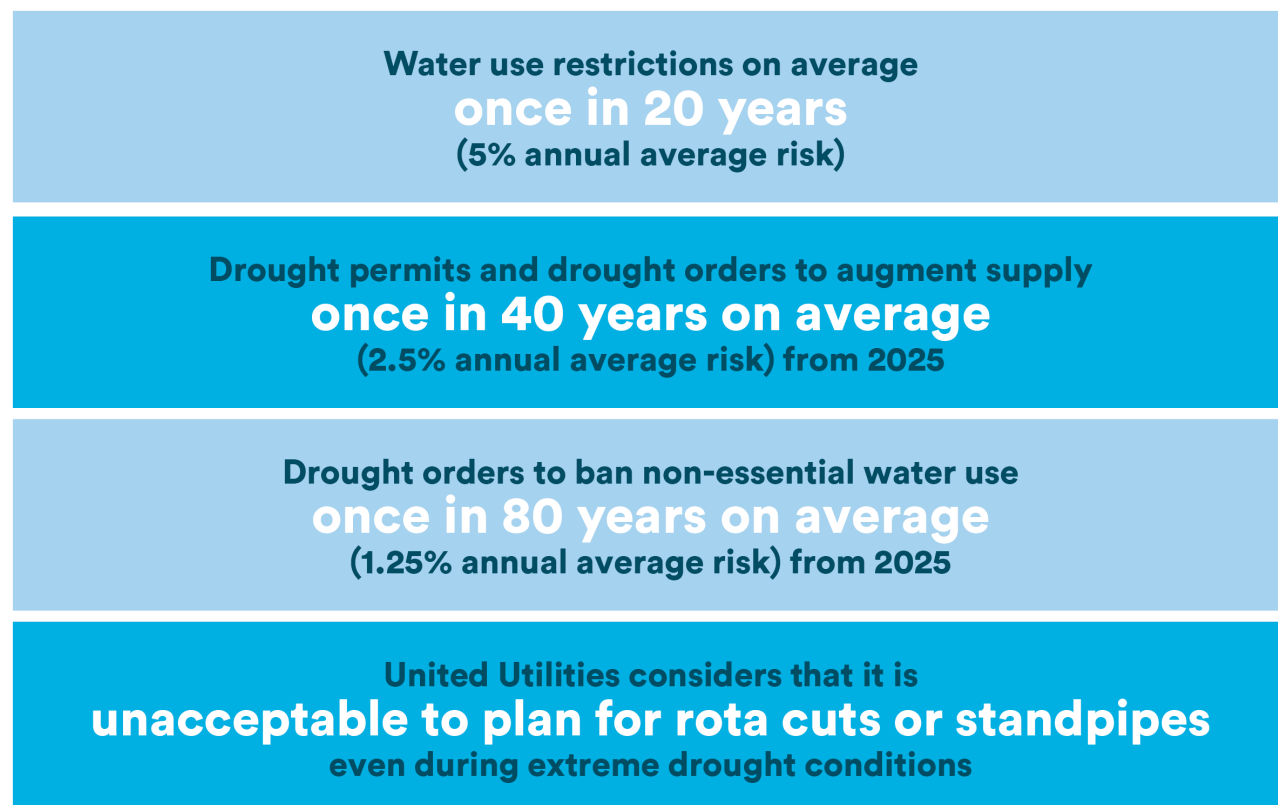 Water use restrictions on average
once in 20 years
(5% annual average risk)
Drought permits and drought orders to augment supply
once in 40 years on average
(2.5% annual average risk) from 2025
Drought orders to ban non-essential water use
once in 80 years on average
(1.25% annual average risk) from 2025
United Utilities considers that it is
unacceptable to plan for rota cuts or standpipes
even during extreme drought conditions